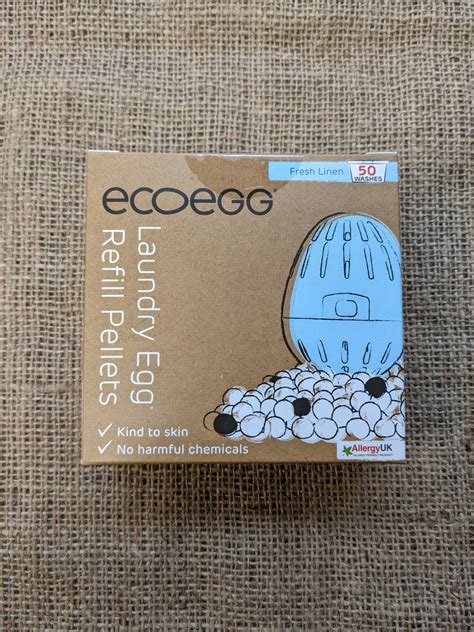 Fresh Linen
50
WASHES
ecoegg®
Laundry Egg®
Refill Pellets
✓ Kind to skin
✓ No harmful chemicals
AllergyUK